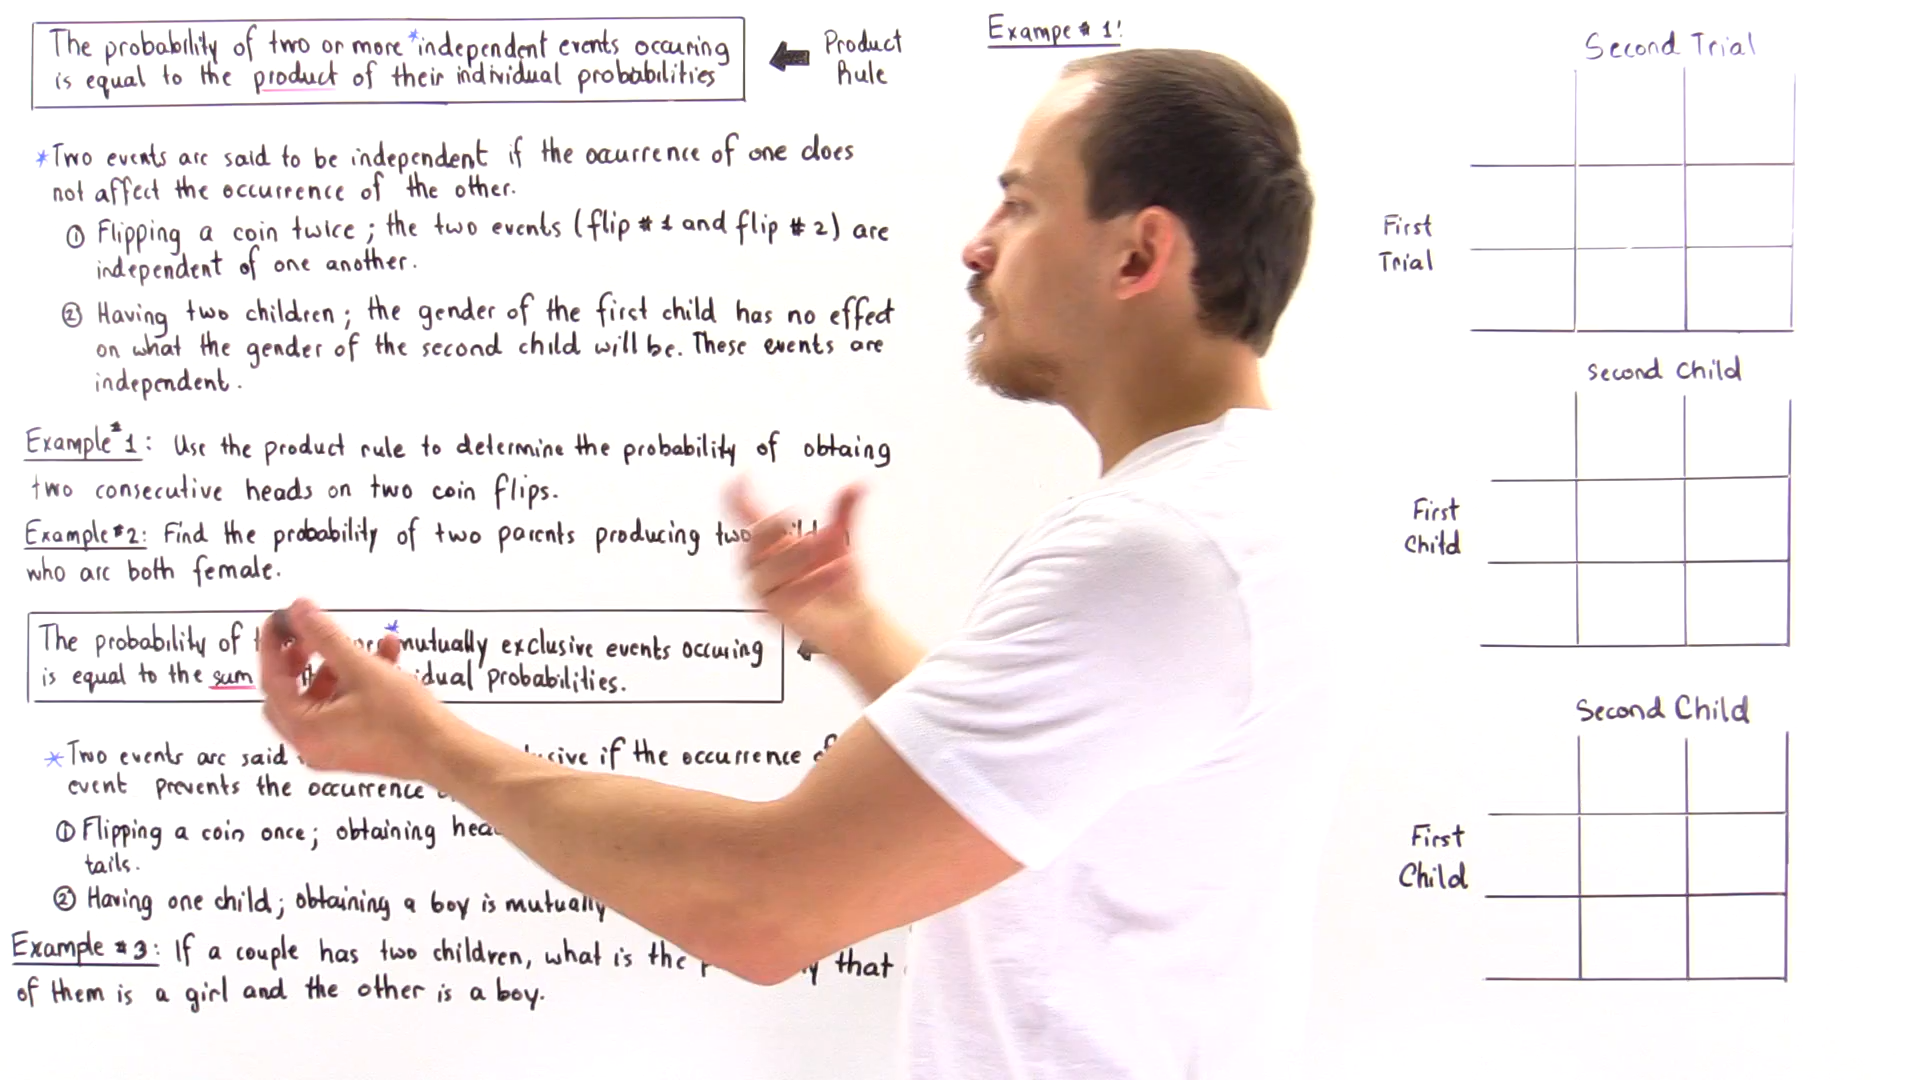 The probability of two or more *independent events occuring
is equal to the product of their individual probabilities
Product
Rule
*Two events are said to be independent if the ocurrence of one does
not affect the occurrence of the other.
① Flipping a coin twice ; the two events (flip #1 and flip #2) are
independent of one another.
② Having two children ; the gender of the first child has no effect
on what the gender of the second child will be. These events are
independent.
Example #1: Use the product rule to determine the probability of obtaing
two consecutive heads on two coin flips.
Example #2: Find the probability of two parents producing two
who are both female.
The probability of *mutually exclusive events occuring
is equal to the sum probabilities.
*Two events are said if the occurrence
event prevents the occurrence
① Flipping a coin once ; obtaining
tails.
② Having one child ; obtaining a boy is mutually
Example #3: If a couple has two children, what is the that
of them is a girl and the other is a boy.
Exampe #1:
Second Trial
First
Trial
Second Child
First
Child
Second Child
First
Child